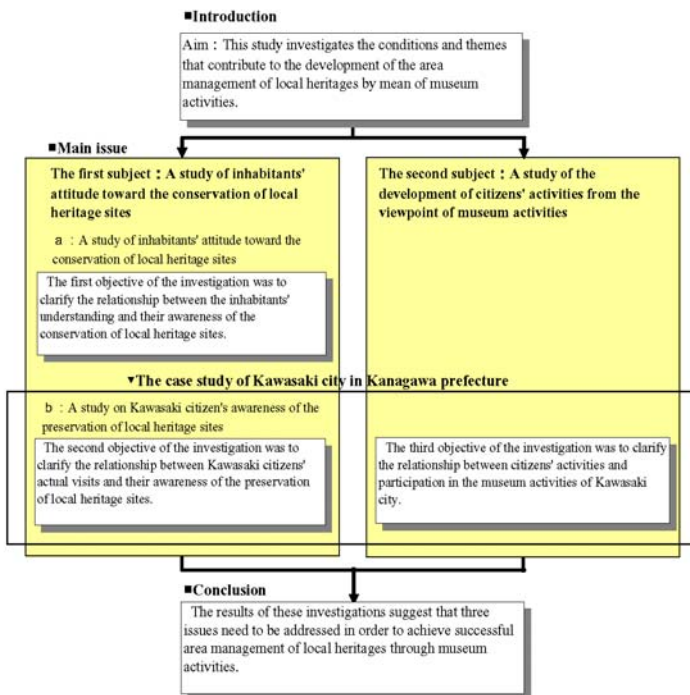 ■Introduction
Aim：This study investigates the conditions and themes
that contribute to the development of the area
management of local heritages by mean of museum
activities.
■Main issue
The first subject：A study of inhabitants'
attitude toward the conservation of local
heritage sites
a ：A study of inhabitants' attitude toward the
conservation of local heritage sites
The first objective of the investigation was to
clarify the relationship between the inhabitants'
understanding and their awareness of the
conservation of local heritage sites.
The second subject：A study of the
development of citizens' activities from the
viewpoint of museum activities
▼The case study of Kawasaki city in Kanagawa prefecture
b ：A study on Kawasaki citizen's awareness of the
preservation of local heritage sites
The second objective of the investigation was to
clarify the relationship between Kawasaki citizens'
actual visits and their awareness of the preservation
of local heritage sites.
The third objective of the investigation was to clarify
the relationship between citizens' activities and
participation in the museum activities of Kawasaki
city.
■Conclusion
The results of these investigations suggest that three
issues need to be addressed in order to achieve successful
area management of local heritages through museum
activities.